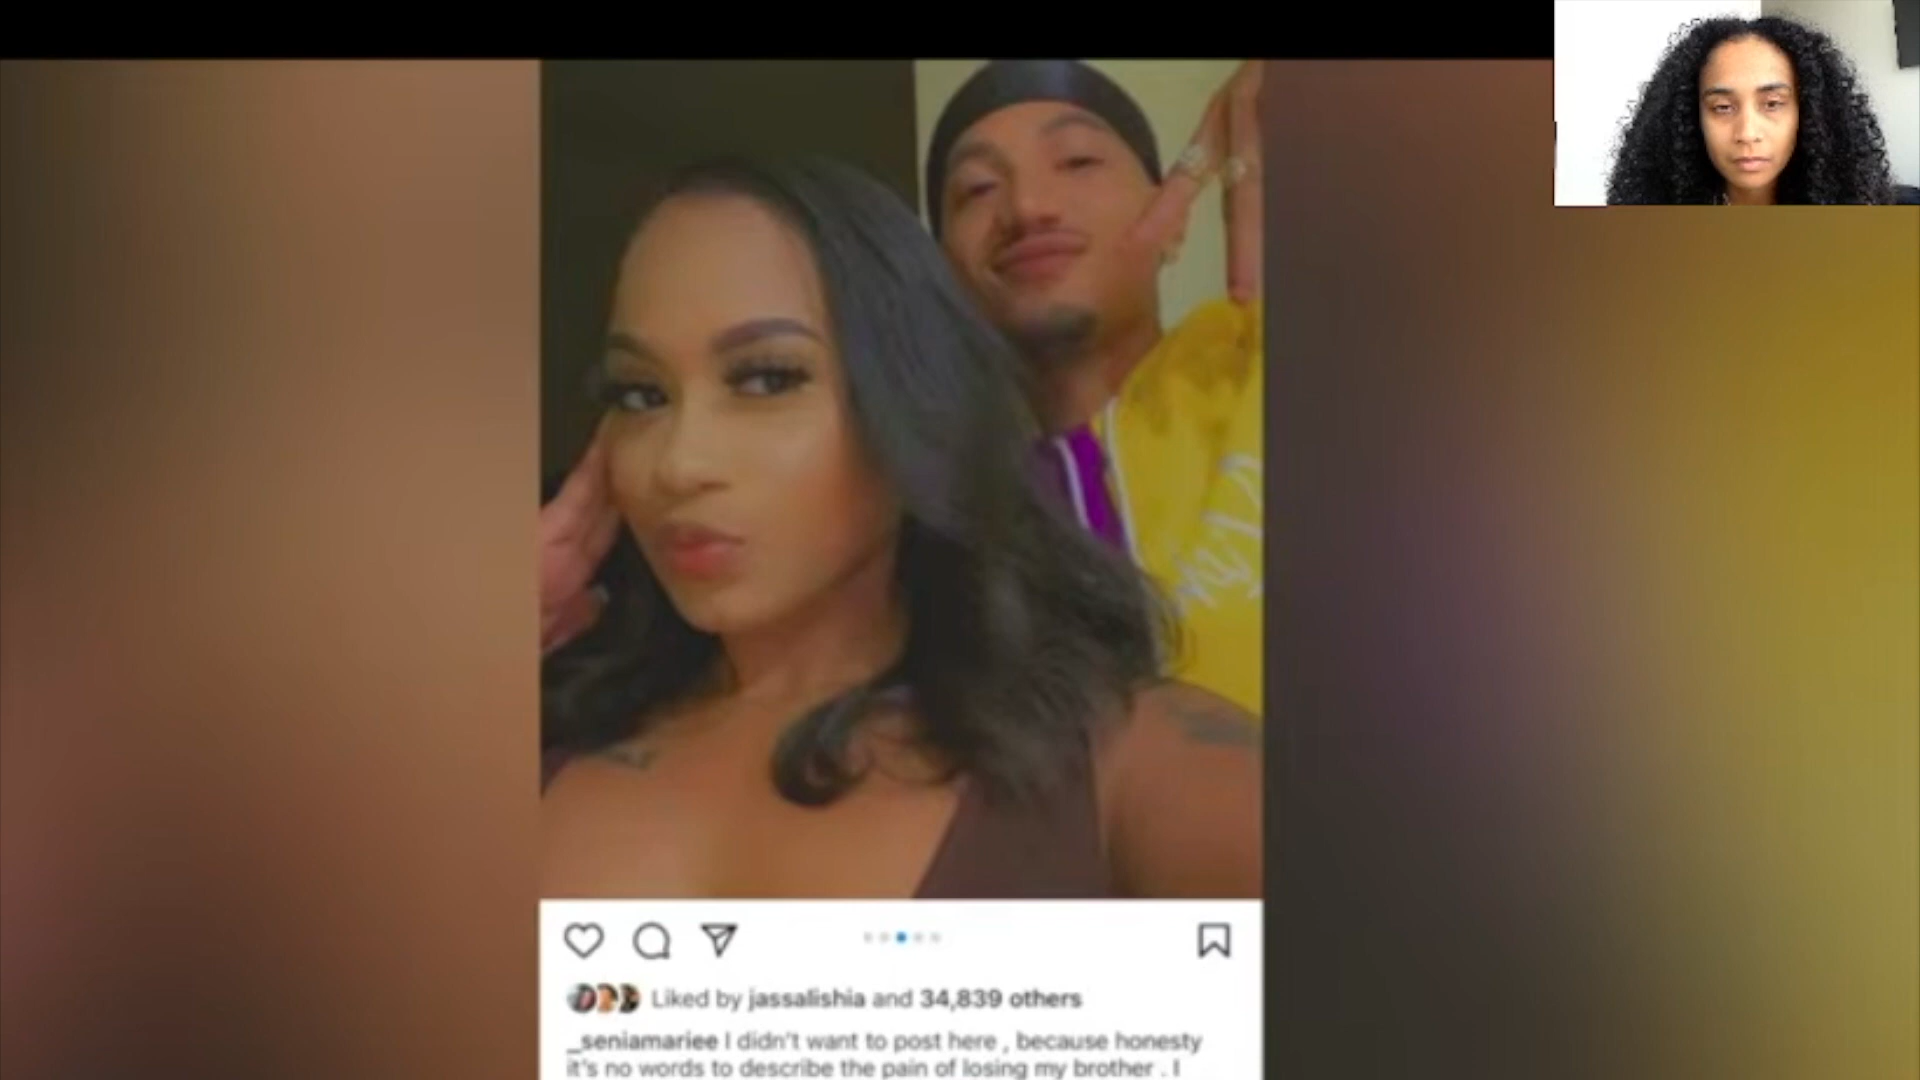 Liked by jassalishia and 34,839 others
_seniamariee I didn't want to post here , because honesty
it's no words to describe the pain of losing my brother . I